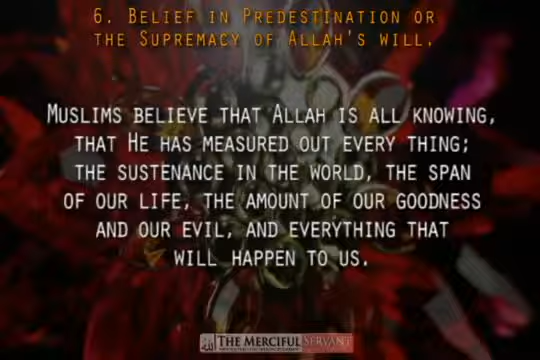 6. Belief in Predestination or
the Supremacy of Allah's will.
Muslims believe that Allah is all knowing,
that He has measured out every thing;
the sustenance in the world, the span
of our life, the amount of our goodness
and our evil, and everything that
will happen to us.
The Merciful Servant